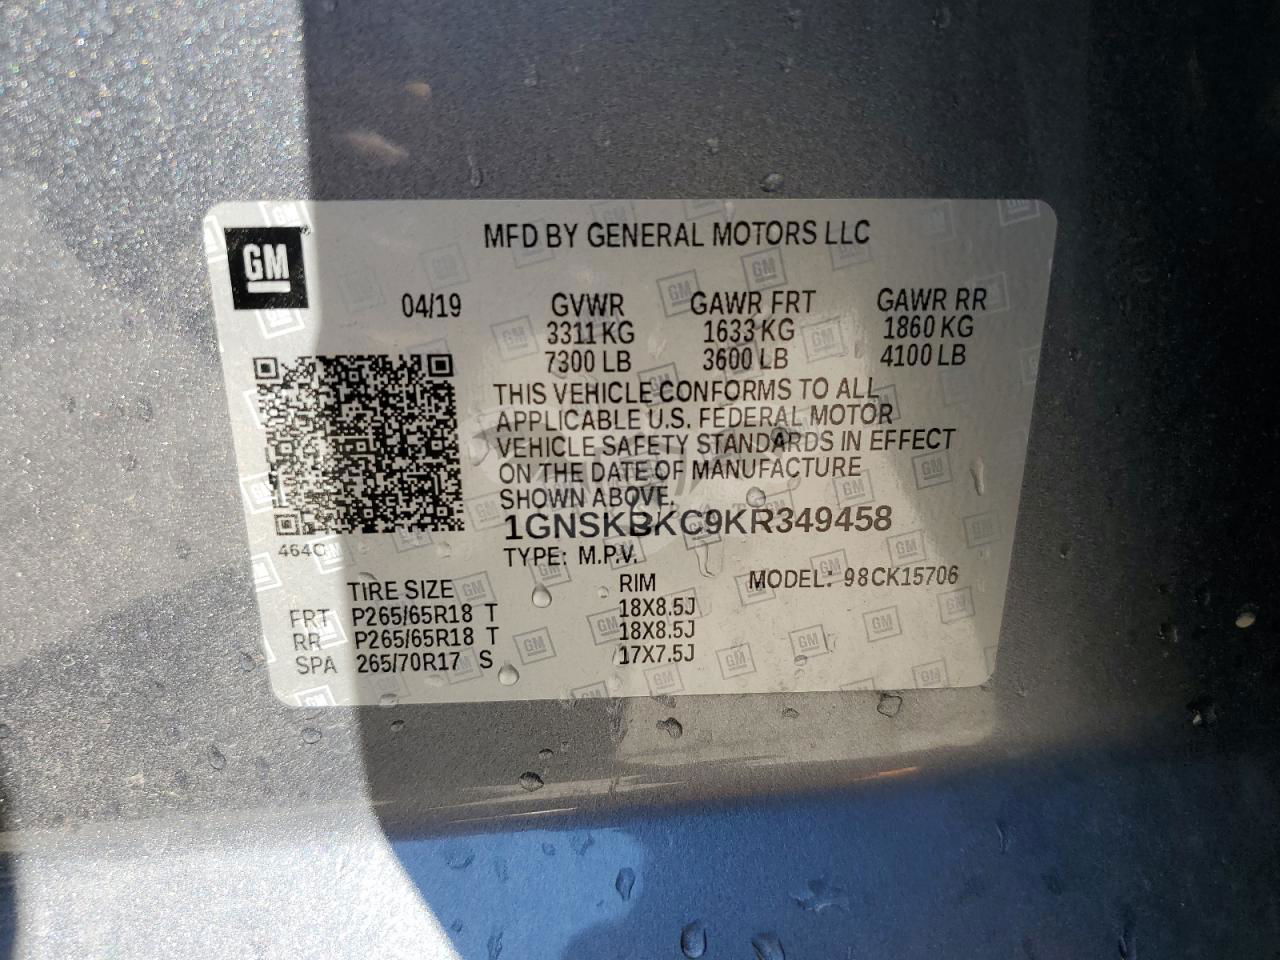 GM
MFD BY GENERAL MOTORS LLC
04/19 GVWR GAWR FRT GAWR RR
3311 KG 1633 KG 1860 KG
7300 LB 3600 LB 4100 LB
THIS VEHICLE CONFORMS TO ALL
APPLICABLE U.S. FEDERAL MOTOR
VEHICLE SAFETY STANDARDS IN EFFECT
ON THE DATE OF MANUFACTURE
SHOWN ABOVE.
1GNSKBKC9KR349458
464C
TYPE: M.P.V.
TIRE SIZE RIM MODEL: 98CK15706
FRT P265/65R18 T 18X8.5J
RR P265/65R18 T 18X8.5J
SPA 265/70R17 S 17X7.5J